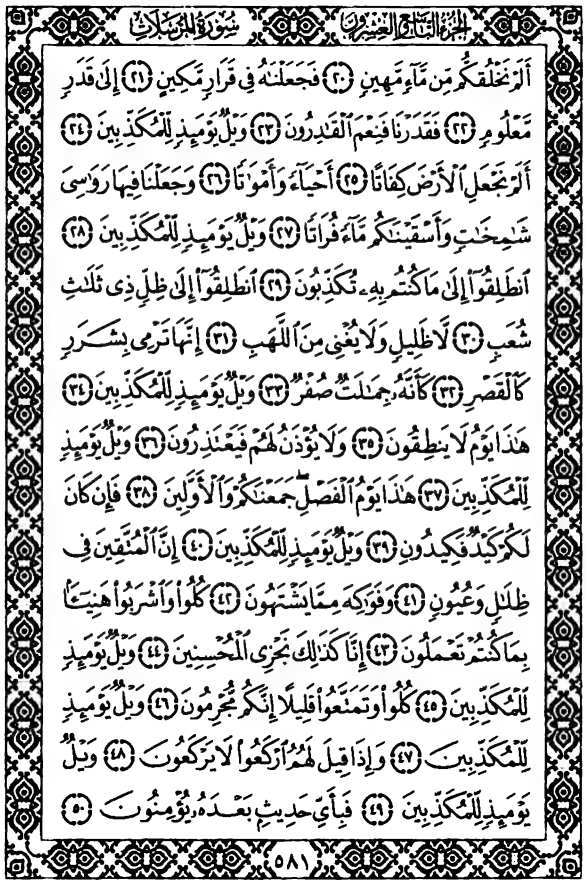 سورة المرسلات الجزء التاسع والعشرون
أَلَمْ نَخْلُقكُّم مِّن مَّآءٍ مَّهِينٍ ﴿٢٠﴾ فَجَعَلْنَٰهُ فِى قَرَارٍ مَّكِينٍ ﴿٢١﴾ إِلَىٰ قَدَرٍ
مَّعْلُومٍ ﴿٢٢﴾ فَقَدَرْنَا فَنِعْمَ ٱلْقَٰدِرُونَ ﴿٢٣﴾ وَيْلٌ يَوْمَئِذٍ لِّلْمُكَذِّبِينَ ﴿٢٤﴾
أَلَمْ نَجْعَلِ ٱلْأَرْضَ كِفَاتًا ﴿٢٥﴾ أَحْيَآءً وَأَمْوَٰتًا ﴿٢٦﴾ وَجَعَلْنَا فِيهَا رَوَٰسِىَ
شَٰمِخَٰتٍ وَأَسْقَيْنَٰكُم مَّآءً فُرَاتًا ﴿٢٧﴾ وَيْلٌ يَوْمَئِذٍ لِّلْمُكَذِّبِينَ ﴿٢٨﴾
ٱنطَلِقُوٓا۟ إِلَىٰ مَا كُنتُم بِهِۦ تُكَذِّبُونَ ﴿٢٩﴾ ٱنطَلِقُوٓا۟ إِلَىٰ ظِلٍّ ذِى ثَلَٰثِ
شُعَبٍ ﴿٣٠﴾ لَّا ظَلِيلٍ وَلَا يُغْنِى مِنَ ٱللَّهَبِ ﴿٣١﴾ إِنَّهَا تَرْمِى بِشَرَرٍ
كَٱلْقَصْرِ ﴿٣٢﴾ كَأَنَّهُۥ جِمَٰلَتٌ صُفْرٌ ﴿٣٣﴾ وَيْلٌ يَوْمَئِذٍ لِّلْمُكَذِّبِينَ ﴿٣٤﴾
هَٰذَا يَوْمُ لَا يَنطِقُونَ ﴿٣٥﴾ وَلَا يُؤْذَنُ لَهُمْ فَيَعْتَذِرُونَ ﴿٣٦﴾ وَيْلٌ يَوْمَئِذٍ
لِّلْمُكَذِّبِينَ ﴿٣٧﴾ هَٰذَا يَوْمُ ٱلْفَصْلِ ۖ جَمَعْنَٰكُمْ وَٱلْأَوَّلِينَ ﴿٣٨﴾ فَإِن كَانَ
لَكُمْ كَيْدٌ فَكِيدُونِ ﴿٣٩﴾ وَيْلٌ يَوْمَئِذٍ لِّلْمُكَذِّبِينَ ﴿٤٠﴾ إِنَّ ٱلْمُتَّقِينَ فِى
ظِلَٰلٍ وَعُيُونٍ ﴿٤١﴾ وَفَوَٰكِهَ مِمَّا يَشْتَهُونَ ﴿٤٢﴾ كُلُوا۟ وَٱشْرَبُوا۟ هَنِيٓـًٔۢا
بِمَا كُنتُمْ تَعْمَلُونَ ﴿٤٣﴾ إِنَّا كَذَٰلِكَ نَجْزِى ٱلْمُحْسِنِينَ ﴿٤٤﴾ وَيْلٌ يَوْمَئِذٍ
لِّلْمُكَذِّبِينَ ﴿٤٥﴾ كُلُوا۟ وَتَمَتَّعُوا۟ قَلِيلًا إِنَّكُم مُّجْرِمُونَ ﴿٤٦﴾ وَيْلٌ يَوْمَئِذٍ
لِّلْمُكَذِّبِينَ ﴿٤٧﴾ وَإِذَا قِيلَ لَهُمُ ٱرْكَعُوا۟ لَا يَرْكَعُونَ ﴿٤٨﴾ وَيْلٌ
يَوْمَئِذٍ لِّلْمُكَذِّبِينَ ﴿٤٩﴾ فَبِأَىِّ حَدِيثٍۭ بَعْدَهُۥ يُؤْمِنُونَ ﴿٥٠﴾
٥٨١